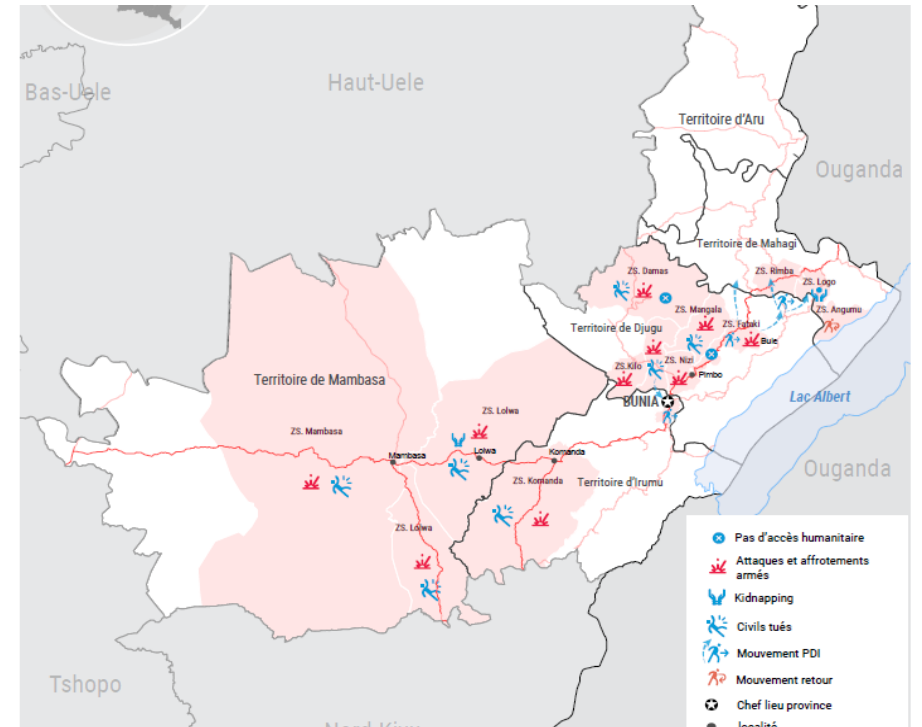 Bas-Uele
Haut-Uele
Territoire d'Aru
Ouganda
Territoire de Mahagi
ZS. Damas
ZS. Rimba
ZS. Logo
ZS. Mangala
ZS. Angumu
ZS. Fataki
Territoire de Djugu
Bule
ZS.Kilo
ZS. Nizi
Pimbo
Territoire de Mambasa
BUNIA
Lac Albert
ZS. Lolwa
ZS. Mambasa
Mambasa
Lolwa
Komanda
Ouganda
ZS. Komanda
Territoire d'Irumu
ZS. Lolwa
Pas d'accès humanitaire
Attaques et affrotements
armés
Kidnapping
Civils tués
Mouvement PDI
Mouvement retour
Chef lieu province
localité
Tshopo
Nord-Kivu